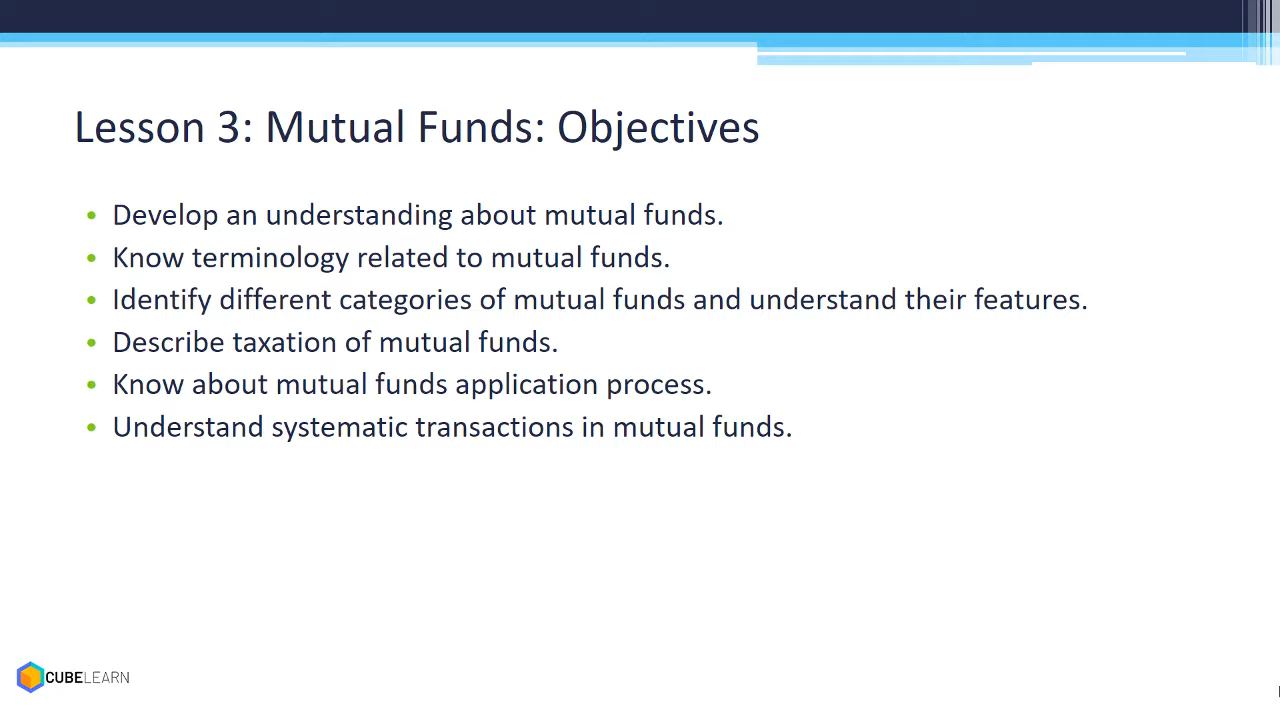 Lesson 3: Mutual Funds: Objectives
• Develop an understanding about mutual funds.
• Know terminology related to mutual funds.
• Identify different categories of mutual funds and understand their features.
• Describe taxation of mutual funds.
• Know about mutual funds application process.
• Understand systematic transactions in mutual funds.
CUBELEARN